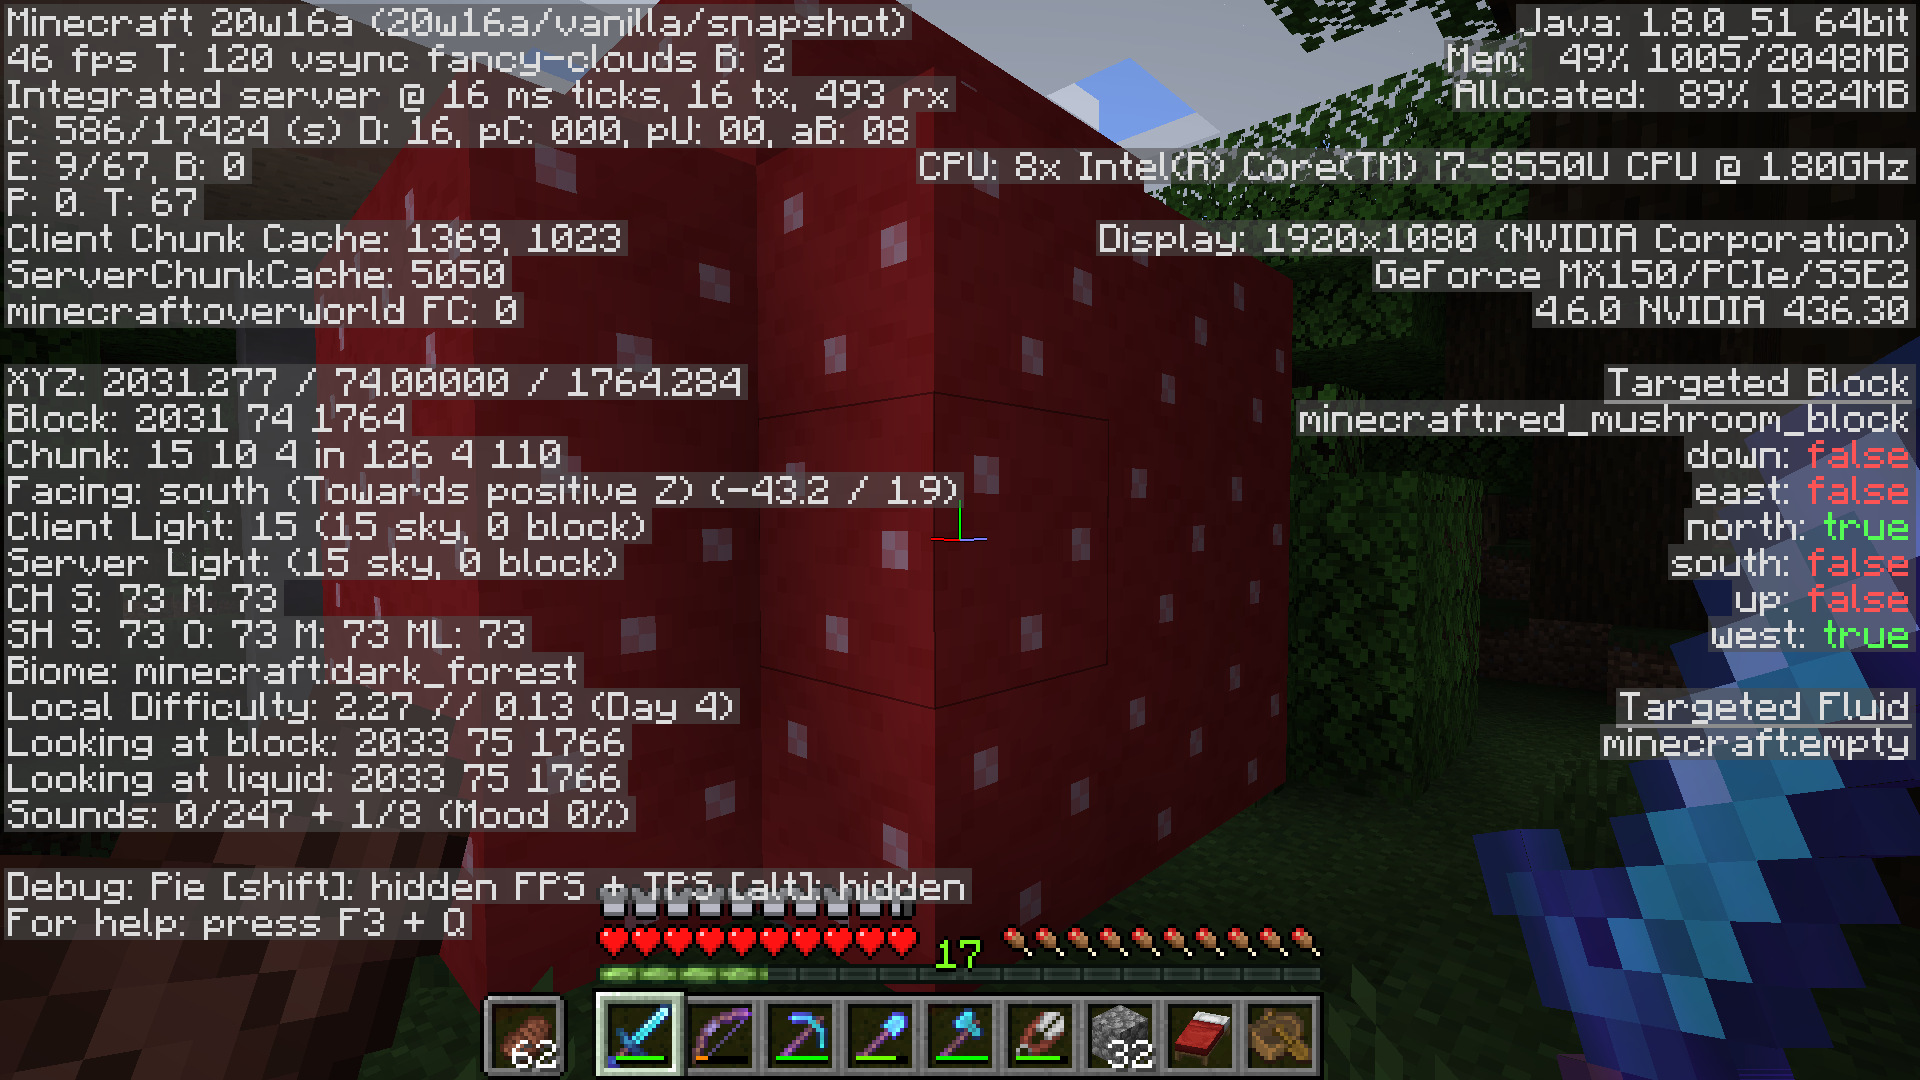 Minecraft 20w16a (20w16a/vanilla/snapshot)
46 fps T: 120 vsync fancy-clouds B: 2
Integrated server @ 16 ms ticks, 16 tx, 493 rx
C: 586/17424 (s) D: 16, pC: 000, pU: 00, aB: 08
E: 9/67, B: 0
P: 0. T: 67
Client Chunk Cache: 1369, 1023
ServerChunkCache: 5050
minecraft:overworld FC: 0
XYZ: 2031.277 / 74.00000 / 1764.284
Block: 2031 74 1764
Chunk: 15 10 4 in 126 4 110
Facing: south (Towards positive Z) (-43.2 / 1.9)
Client Light: 15 (15 sky, 0 block)
Server Light: (15 sky, 0 block)
CH S: 73 M: 73
SH S: 73 O: 73 M: 73 ML: 73
Biome: minecraft:dark_forest
Local Difficulty: 2.27 // 0.13 (Day 4)
Looking at block: 2033 75 1766
Looking at liquid: 2033 75 1766
Sounds: 0/247 + 1/8 (Mood 0%)
Debug: Pie [shift]: hidden FPS + TPS [alt]: hidden
For help: press F3 + Q
Java: 1.8.0_51 64bit
Mem: 49% 1005/2048MB
Allocated: 89% 1824MB
CPU: 8x Intel(R) Core(TM) i7-8550U CPU @ 1.80GHz
Display: 1920x1080 (NVIDIA Corporation)
GeForce MX150/PCIe/SSE2
4.6.0 NVIDIA 436.30
Targeted Block
minecraft:red_mushroom_block
down: false
east: false
north: true
south: false
up: false
west: true
Targeted Fluid
minecraft:empty
17
62
32